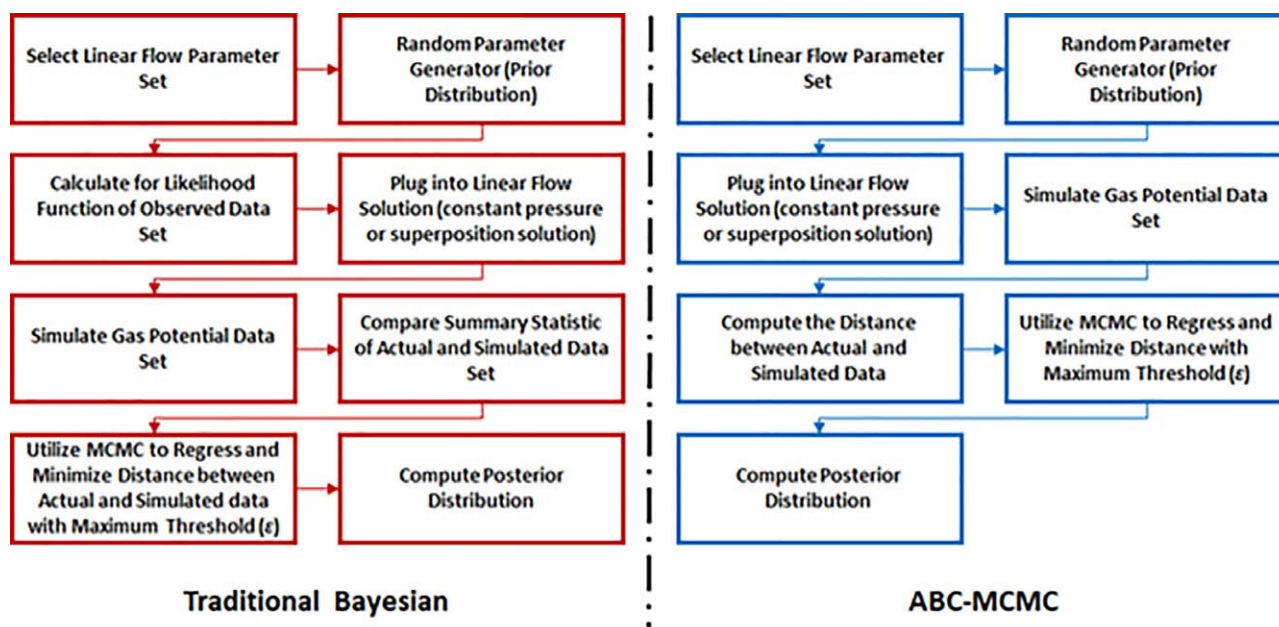 Select Linear Flow Parameter
Set
Random Parameter
Generator (Prior
Distribution)
Calculate for Likelihood
Function of Observed Data
Set
Plug into Linear Flow
Solution (constant pressure
or superposition solution)
Simulate Gas Potential Data
Set
Compare Summary Statistic
of Actual and Simulated Data
Set
Utilize MCMC to Regress and
Minimize Distance between
Actual and Simulated data
with Maximum Threshold (ε)
Compute Posterior
Distribution
Traditional Bayesian
Select Linear Flow Parameter
Set
Random Parameter
Generator (Prior
Distribution)
Plug into Linear Flow
Solution (constant pressure
or superposition solution)
Simulate Gas Potential Data
Set
Compute the Distance
between Actual and
Simulated Data
Utilize MCMC to Regress and
Minimize Distance with
Maximum Threshold (ε)
Compute Posterior
Distribution
ABC-MCMC